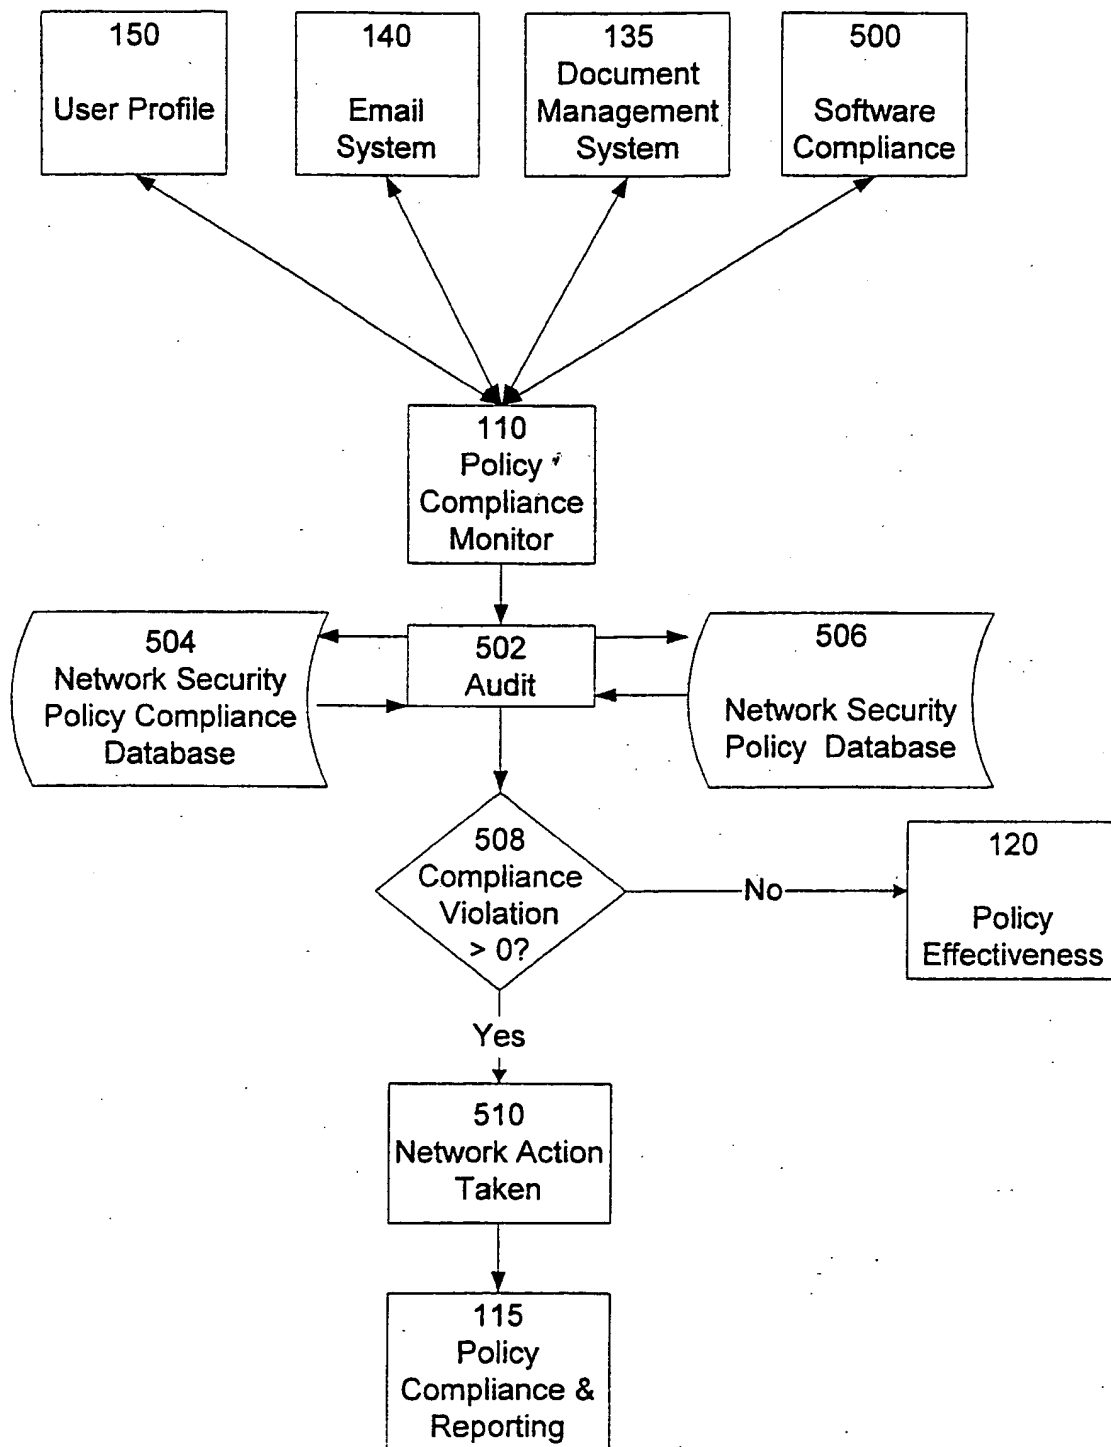 150
User Profile
140
Email
System
135
Document
Management
System
500
Software
Compliance
110
Policy
Compliance
Monitor
504
Network Security
Policy Compliance
Database
502
Audit
506
Network Security
Policy Database
508
Compliance
Violation
> 0?
No
120
Policy
Effectiveness
Yes
510
Network Action
Taken
115
Policy
Compliance &
Reporting